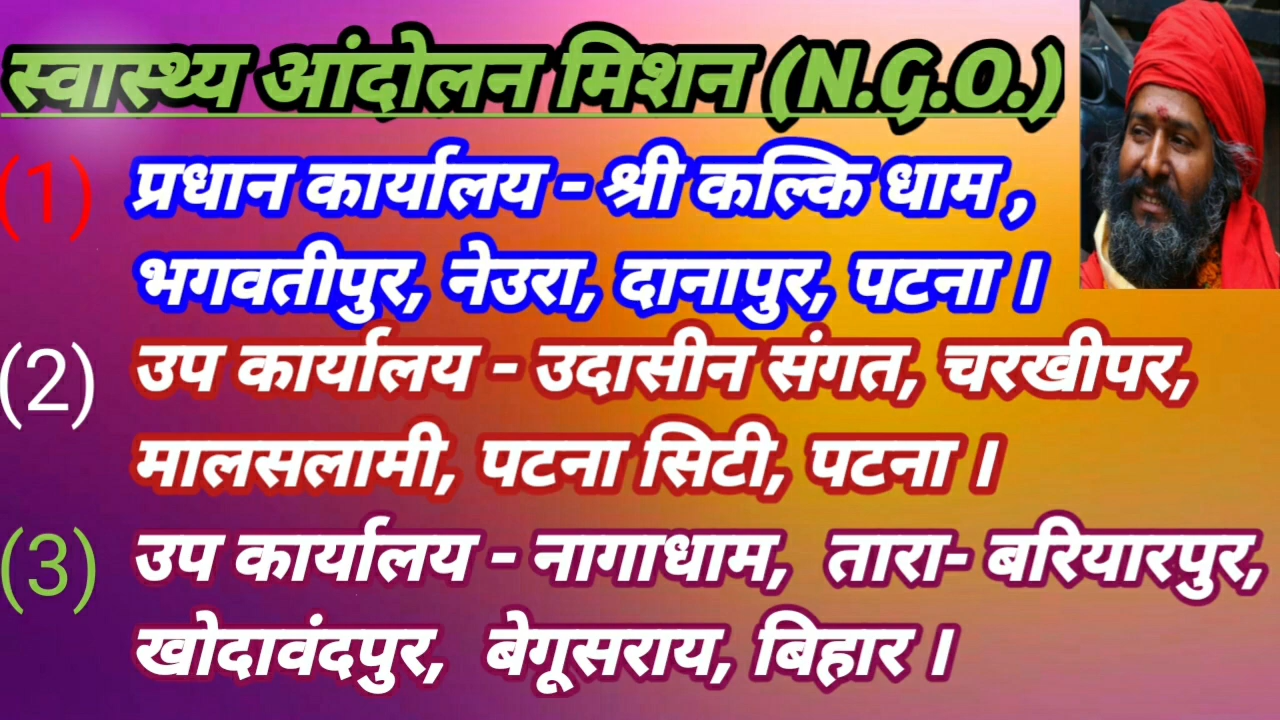 स्वास्थ्य आंदोलन मिशन (N.G.O.)
(1) प्रधान कार्यालय - श्री कल्कि धाम ,
भगवतीपुर, नेउरा, दानापुर, पटना ।
(2) उप कार्यालय - उदासीन संगत, चरखीपर,
मालसलामी, पटना सिटी, पटना ।
(3) उप कार्यालय - नागाधाम, तारा- बरियारपुर,
खोदावंदपुर, बेगूसराय, बिहार ।